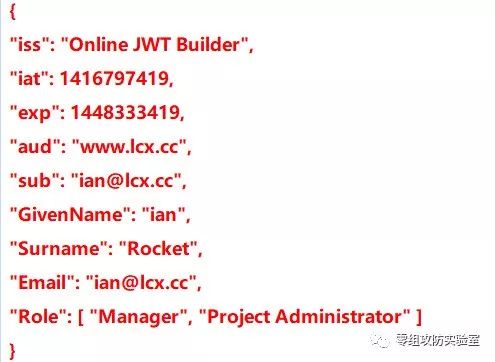 {
"iss": "Online JWT Builder",
"iat": 1416797419,
"exp": 1448333419,
"aud": "www.lcx.cc",
"sub": "ian@lcx.cc",
"GivenName": "ian",
"Surname": "Rocket",
"Email": "ian@lcx.cc",
"Role": [ "Manager", "Project Administrator" ]
}
零组攻防实验室